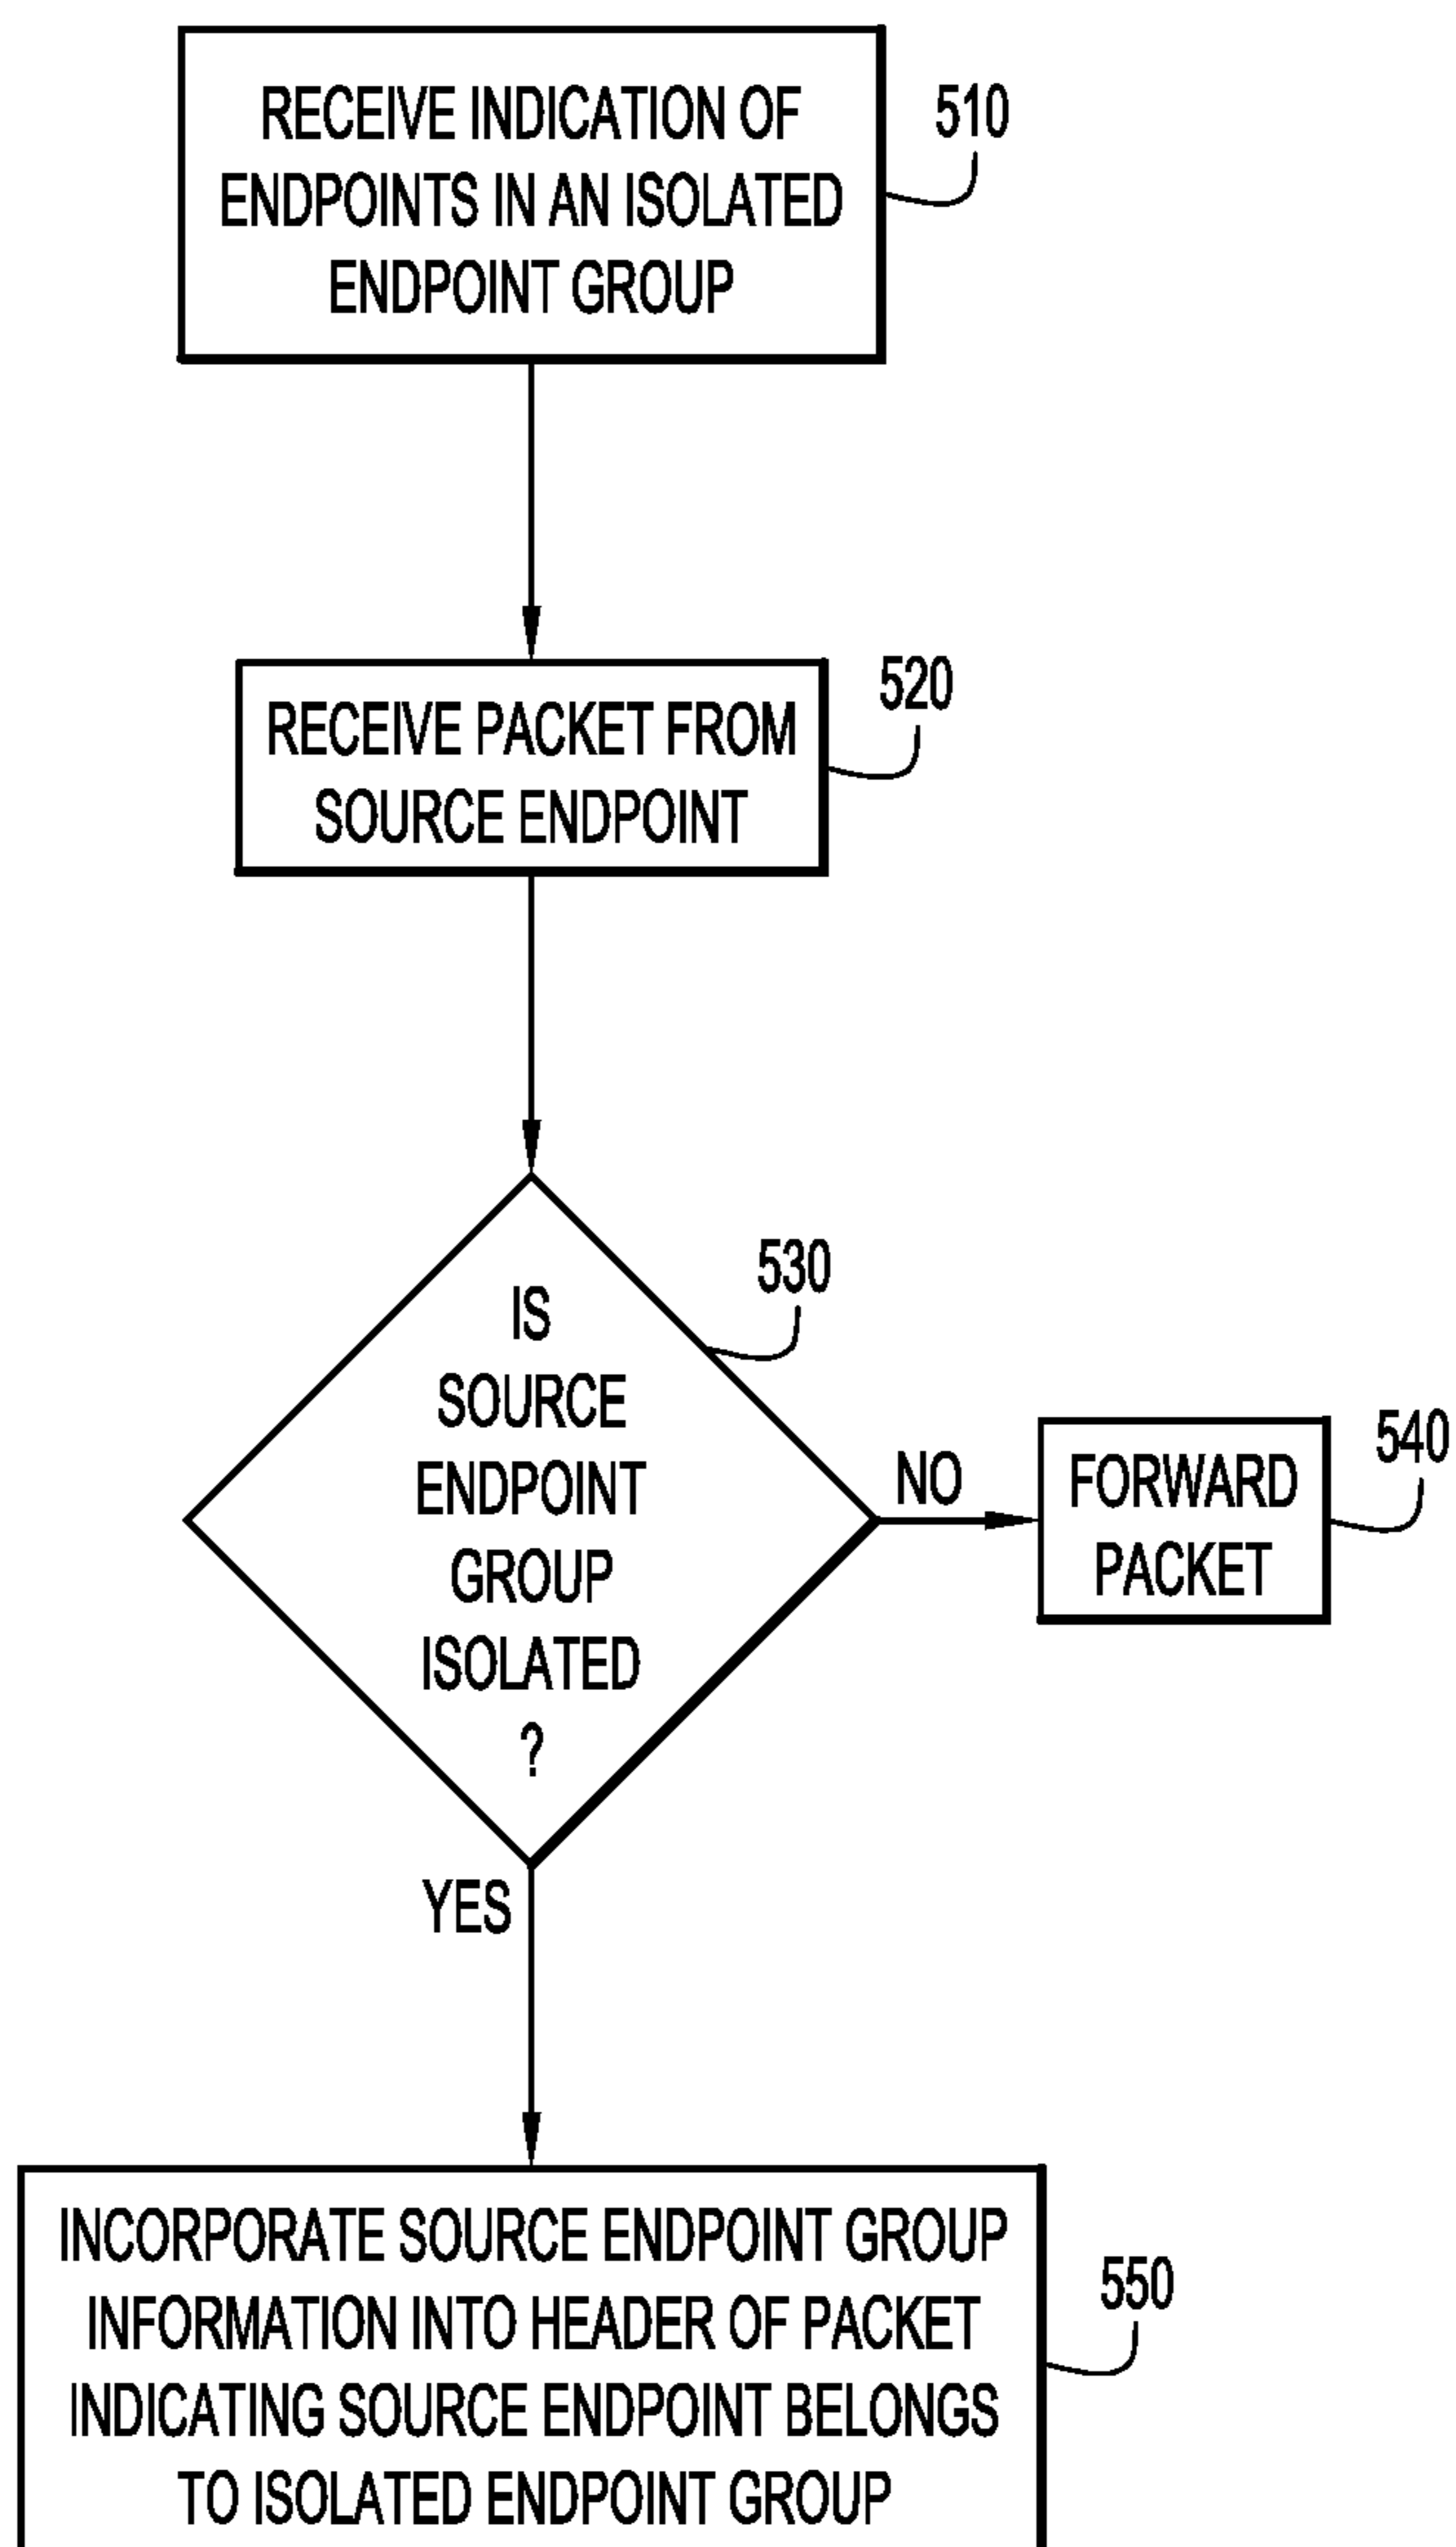 RECEIVE INDICATION OF
ENDPOINTS IN AN ISOLATED
ENDPOINT GROUP
510
RECEIVE PACKET FROM
SOURCE ENDPOINT
520
IS
SOURCE
ENDPOINT
GROUP
ISOLATED
?
530
NO
FORWARD
PACKET
540
YES
INCORPORATE SOURCE ENDPOINT GROUP
INFORMATION INTO HEADER OF PACKET
INDICATING SOURCE ENDPOINT BELONGS
TO ISOLATED ENDPOINT GROUP
550